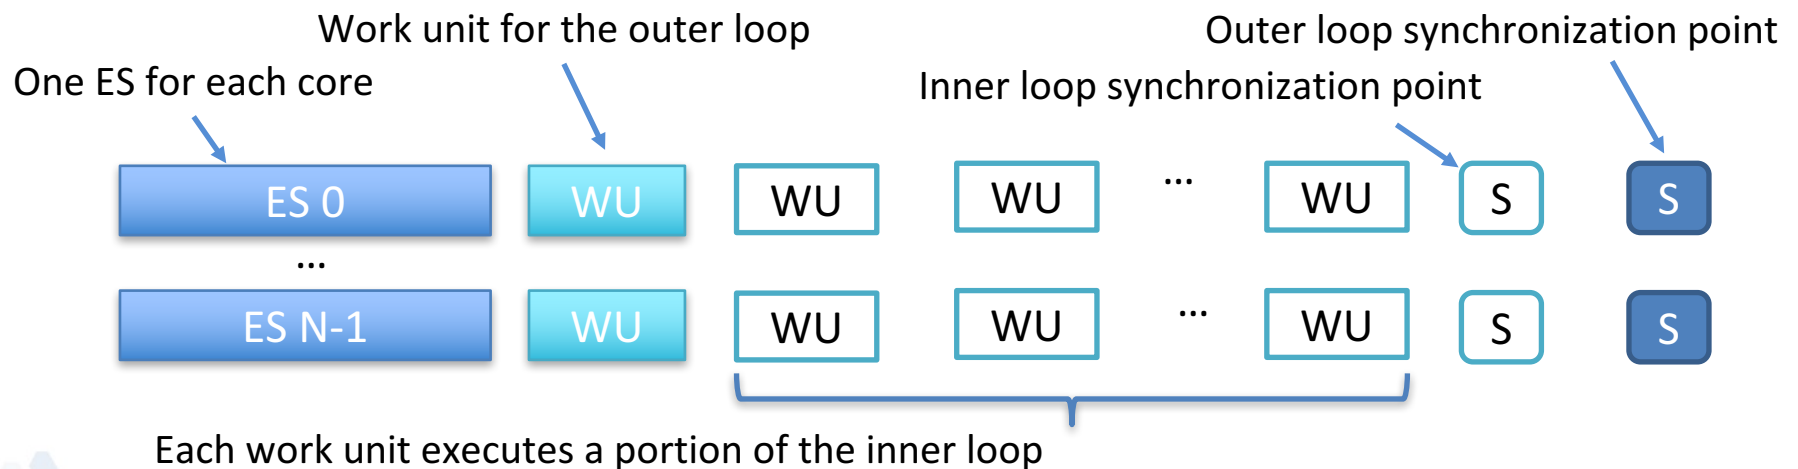 Work unit for the outer loop
Outer loop synchronization point
One ES for each core
Inner loop synchronization point
ES 0 WU WU WU ... WU S S
...
ES N-1 WU WU WU ... WU S S
Each work unit executes a portion of the inner loop